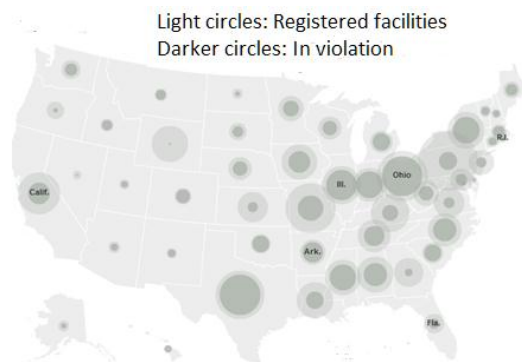 Light circles: Registered facilities
Darker circles: In violation
R.I.
Calif.
Ill.
Ohio
Ark.
Fla.